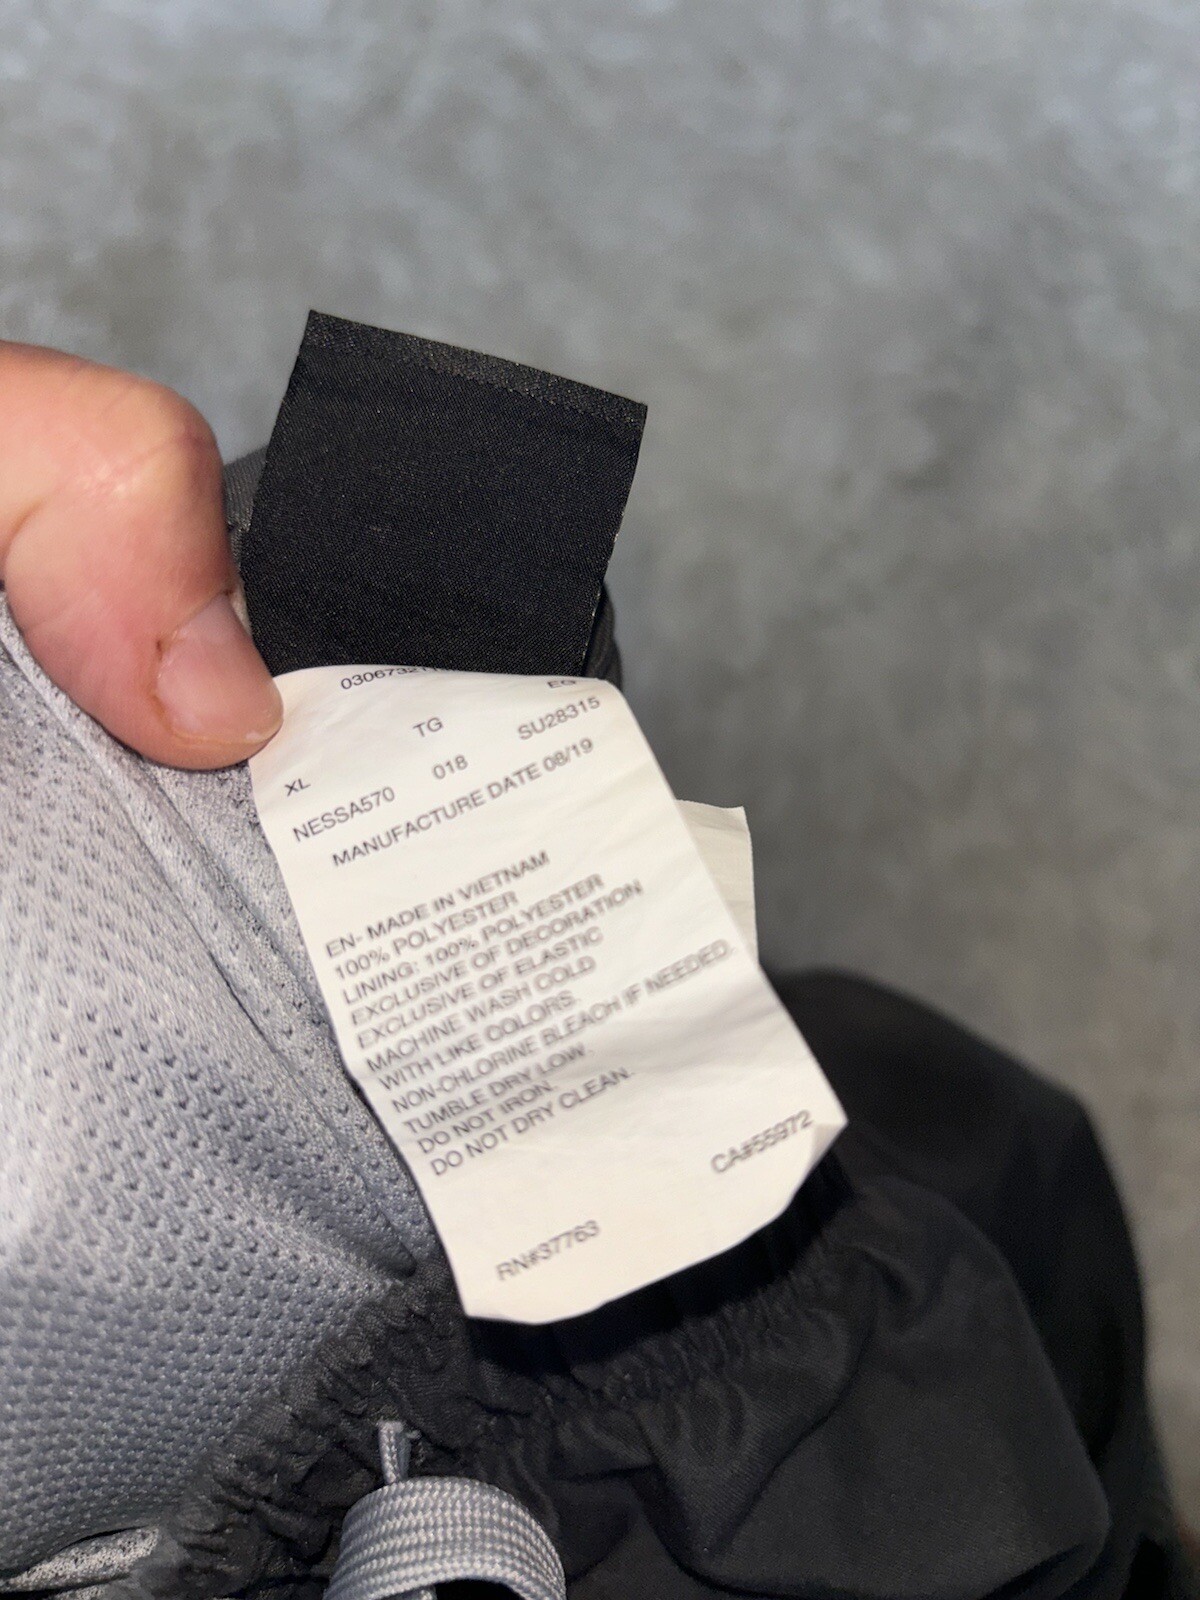 EG
TG SU28315
XL 018
NESSA570
MANUFACTURE DATE 08/19
EN- MADE IN VIETNAM
100% POLYESTER
LINING: 100% POLYESTER
EXCLUSIVE OF DECORATION
EXCLUSIVE OF ELASTIC
MACHINE WASH COLD
WITH LIKE COLORS.
NON-CHLORINE BLEACH IF NEEDED.
TUMBLE DRY LOW.
DO NOT IRON.
DO NOT DRY CLEAN.
CA#55972
RN#37763